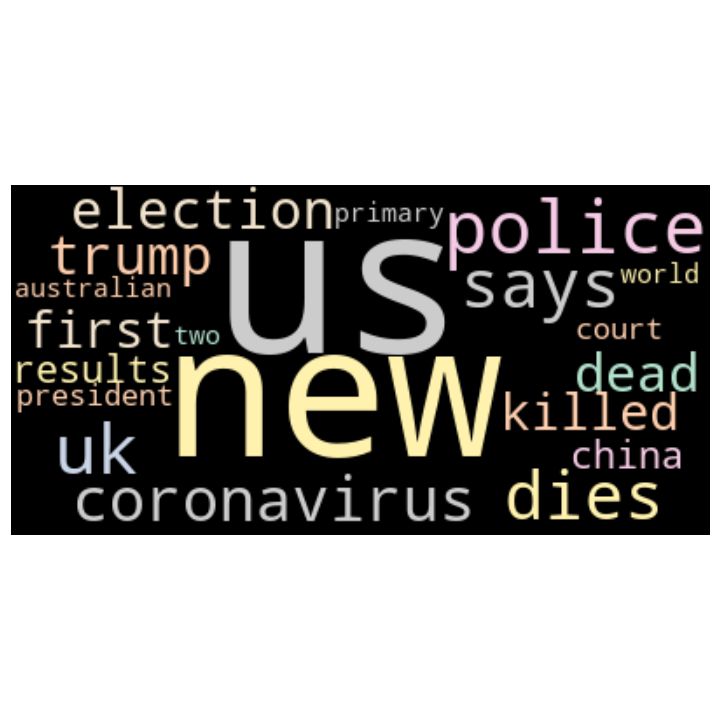 election
primary
police
trump
us
says
world
australian
first
two
court
results
new
dead
president
killed
uk
china
coronavirus
dies